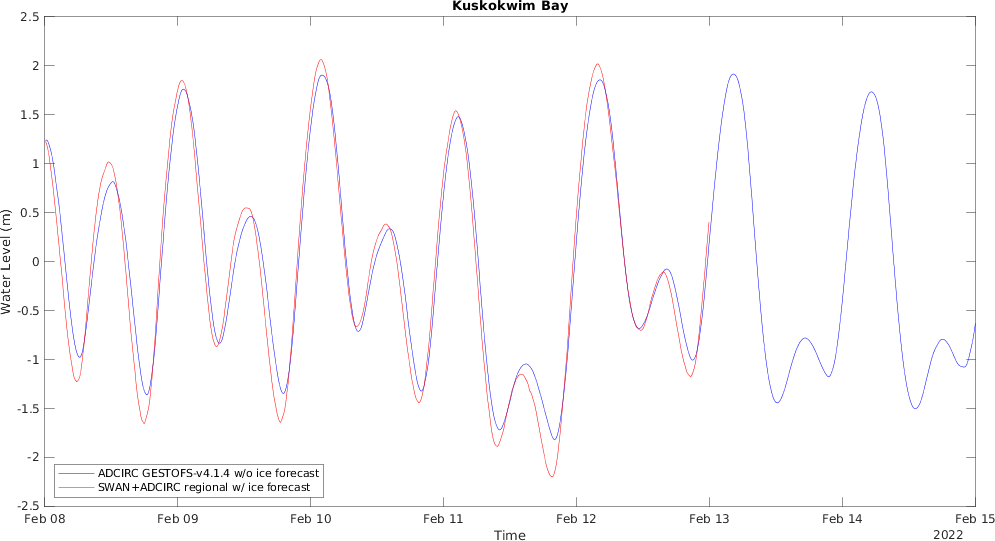 Kuskokwim Bay
2.5
2
1.5
1
0.5
0
-0.5
-1
-1.5
-2
-2.5
Water Level (m)
ADCIRC GESTOFS-v4.1.4 w/o ice forecast
SWAN+ADCIRC regional w/ ice forecast
Feb 08 Feb 09 Feb 10 Feb 11 Feb 12 Feb 13 Feb 14 Feb 15
Time
2022